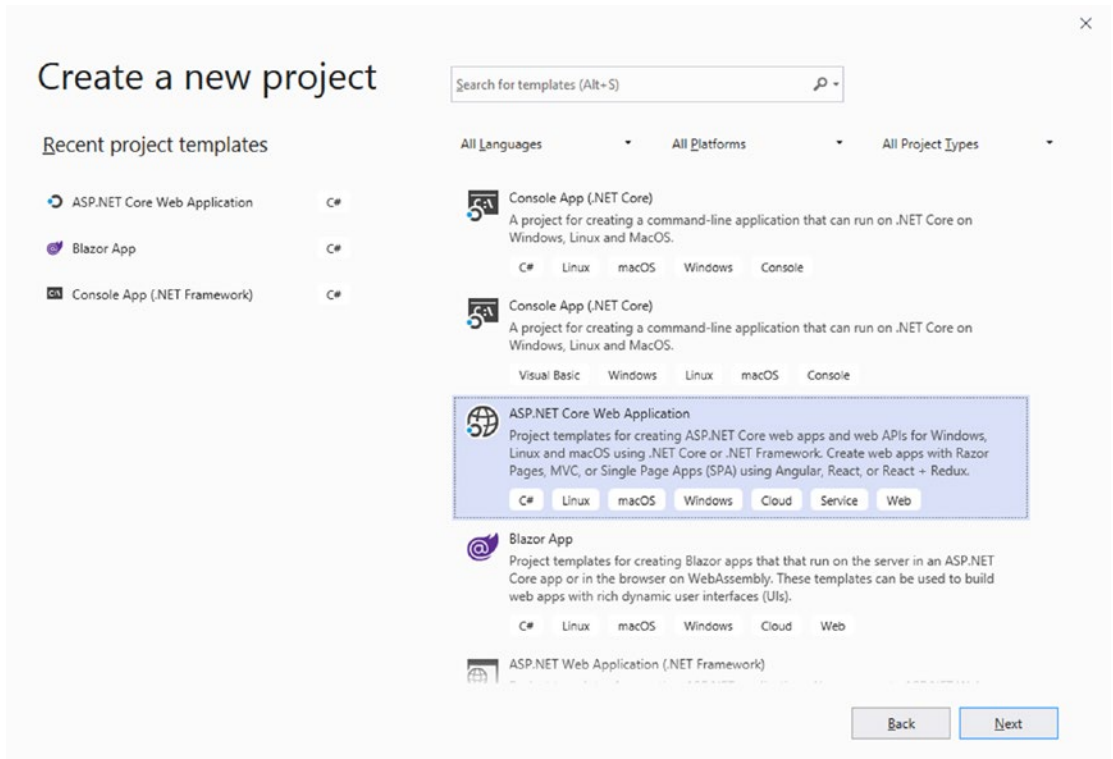 Create a new project
Search for templates (Alt+S)
Recent project templates
All Languages
All Platforms
All Project Types
ASP.NET Core Web Application
C#
Blazor App
C#
Console App (.NET Framework)
C#
Console App (.NET Core)
A project for creating a command-line application that can run on .NET Core on
Windows, Linux and MacOS.
C# Linux macOS Windows Console
Console App (.NET Core)
A project for creating a command-line application that can run on .NET Core on
Windows, Linux and MacOS.
Visual Basic Windows Linux macOS Console
ASP.NET Core Web Application
Project templates for creating ASP.NET Core web apps and web APIs for Windows,
Linux and macOS using .NET Core or .NET Framework. Create web apps with Razor
Pages, MVC, or Single Page Apps (SPA) using Angular, React, or React + Redux.
C# Linux macOS Windows Cloud Service Web
Blazor App
Project templates for creating Blazor apps that that run on the server in an ASP.NET
Core app or in the browser on WebAssembly. These templates can be used to build
web apps with rich dynamic user interfaces (UIs).
C# Linux macOS Windows Cloud Web
ASP.NET Web Application (.NET Framework)
Back
Next